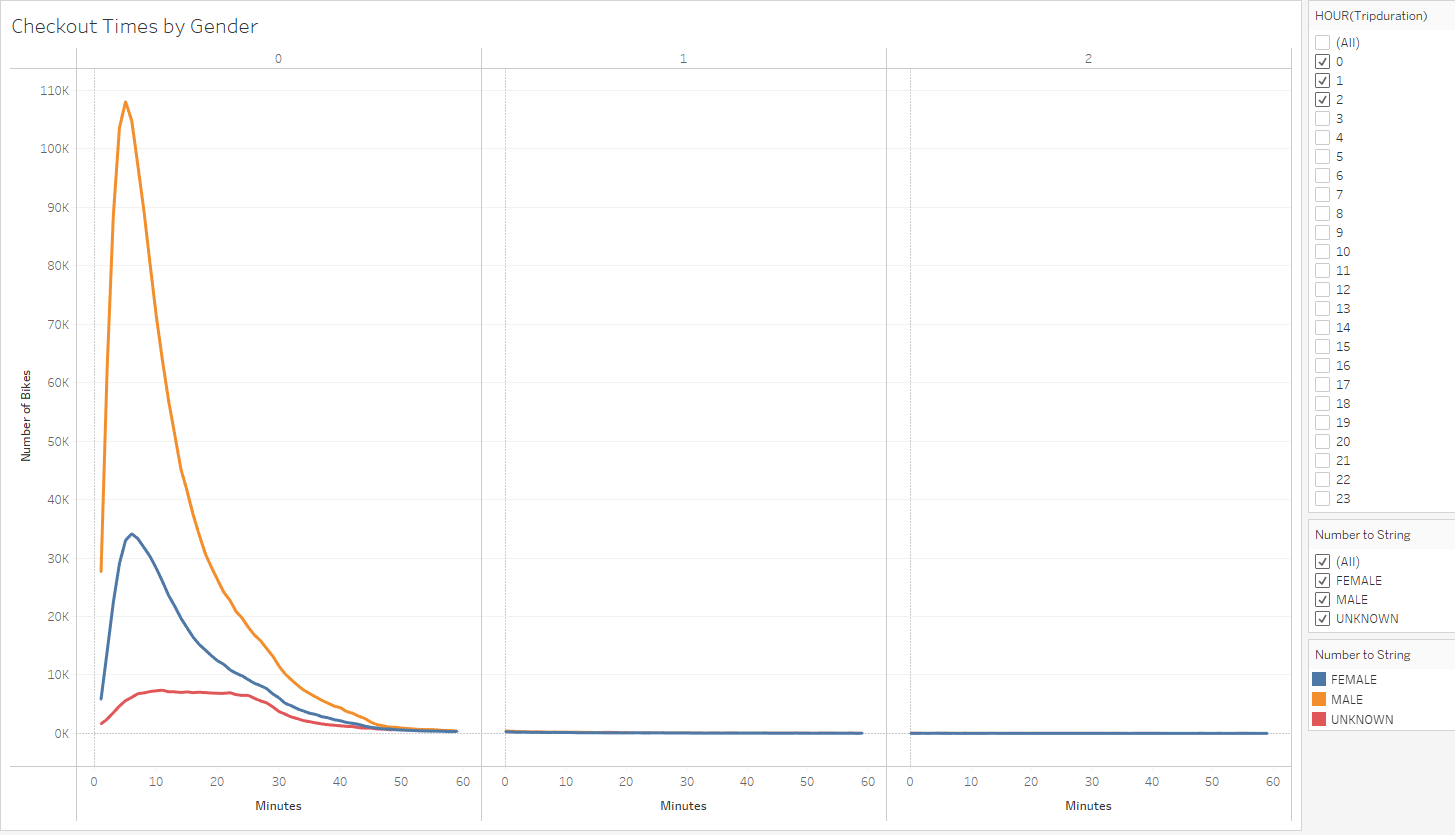 Checkout Times by Gender
0 1 2
110K
100K
90K
80K
70K
60K
50K
40K
30K
20K
10K
0K
Number of Bikes
0 10 20 30 40 50 60 0 10 20 30 40 50 60 0 10 20 30 40 50 60
Minutes Minutes Minutes
HOUR(Tripduration)
(All)
0
1
2
3
4
5
6
7
8
9
10
11
12
13
14
15
16
17
18
19
20
21
22
23
Number to String
(All)
FEMALE
MALE
UNKNOWN
Number to String
FEMALE
MALE
UNKNOWN